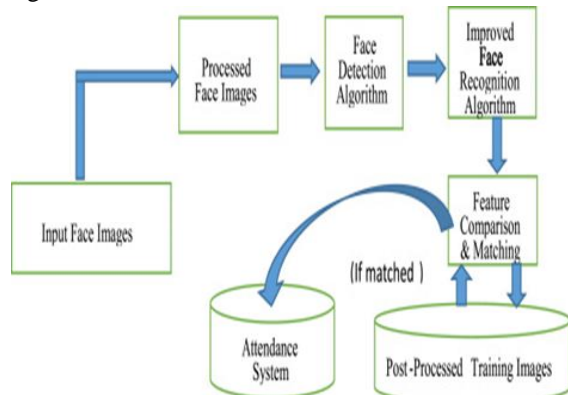 Processed
Face Images
Face
Detection
Algorithm
Improved
Face
Recognition
Algorithm
Input Face Images
Feature
Comparison
& Matching
(If matched )
Attendance
System
Post-Processed Training Images